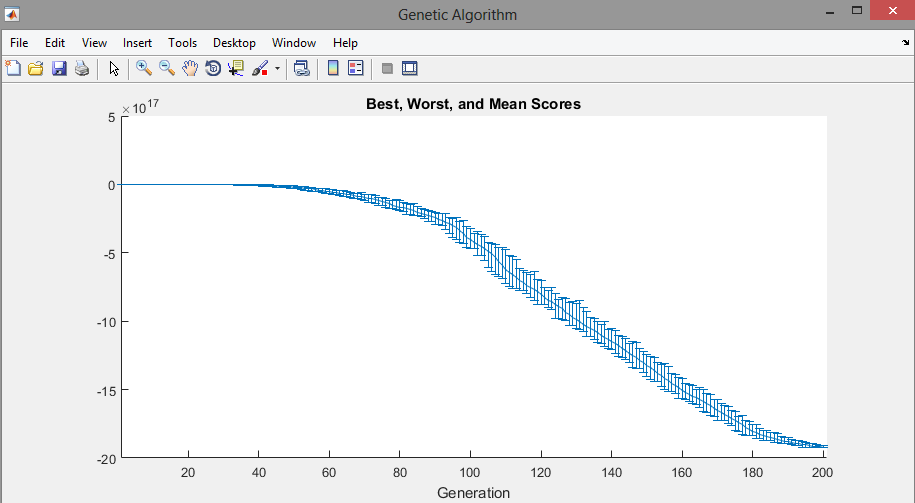 Genetic Algorithm
File Edit View Insert Tools Desktop Window Help
Best, Worst, and Mean Scores
×10^17
5
0
-5
-10
-15
-20
20 40 60 80 100 120 140 160 180 200
Generation